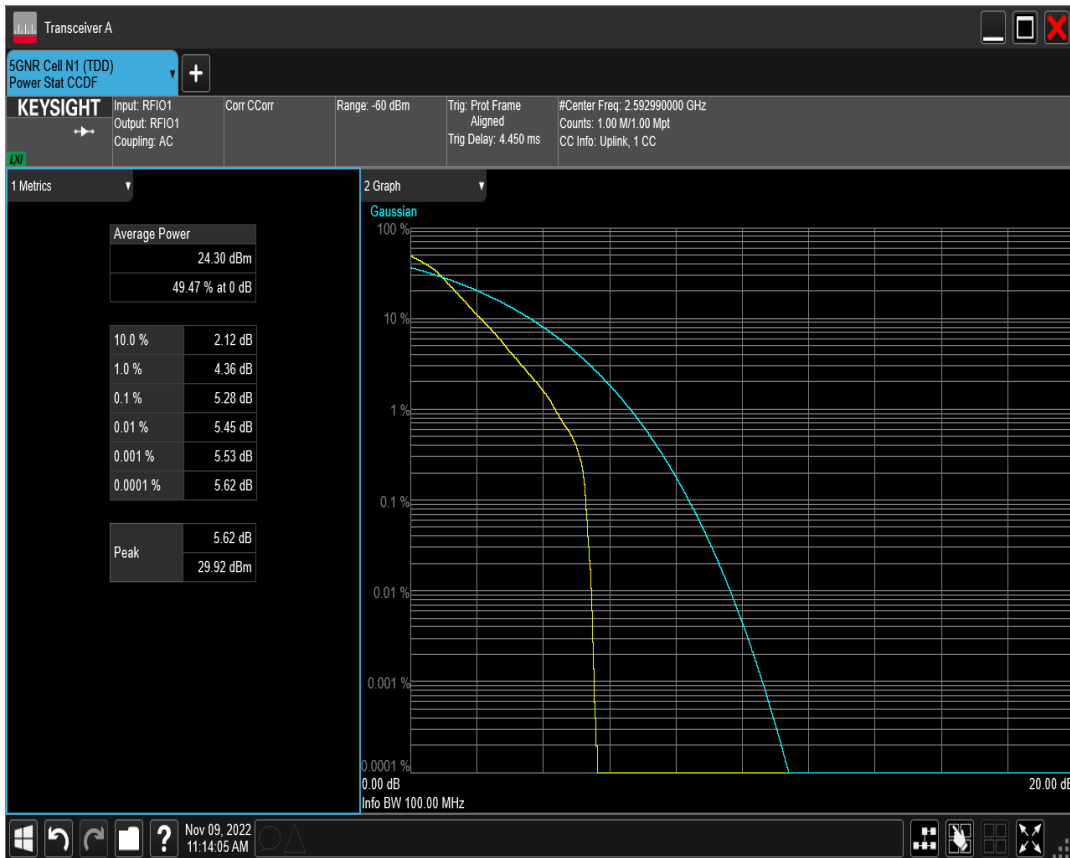 Transceiver A
5GNR Cell N1 (TDD)
Power Stat CCDF
+
KEYSIGHT
LXI
Input: RFIO1
Output: RFIO1
Coupling: AC
Corr CCorr
Range: -60 dBm
Trig: Prot Frame
Aligned
Trig Delay: 4.450 ms
#Center Freq: 2.592990000 GHz
Counts: 1.00 M/1.00 Mpt
CC Info: Uplink, 1 CC
1 Metrics
Average Power
24.30 dBm
49.47 % at 0 dB
10.0 % 2.12 dB
1.0 % 4.36 dB
0.1 % 5.28 dB
0.01 % 5.45 dB
0.001 % 5.53 dB
0.0001 % 5.62 dB
Peak 5.62 dB
29.92 dBm
2 Graph
Gaussian
100 %
10 %
1 %
0.1 %
0.01 %
0.001 %
0.0001 %
0.00 dB 20.00 dB
Info BW 100.00 MHz
?
Nov 09, 2022
11:14:05 AM